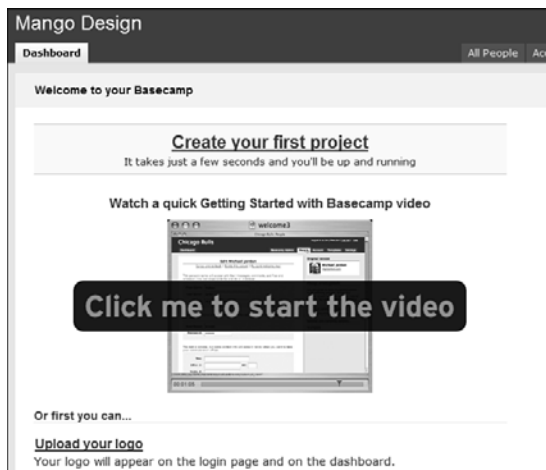 Mango Design
Dashboard
All People
Welcome to your Basecamp
Create your first project
It takes just a few seconds and you'll be up and running
Watch a quick Getting Started with Basecamp video
welcome3
Chicago Bulls
Click me to start the video
Or first you can...
Upload your logo
Your logo will appear on the login page and on the dashboard.